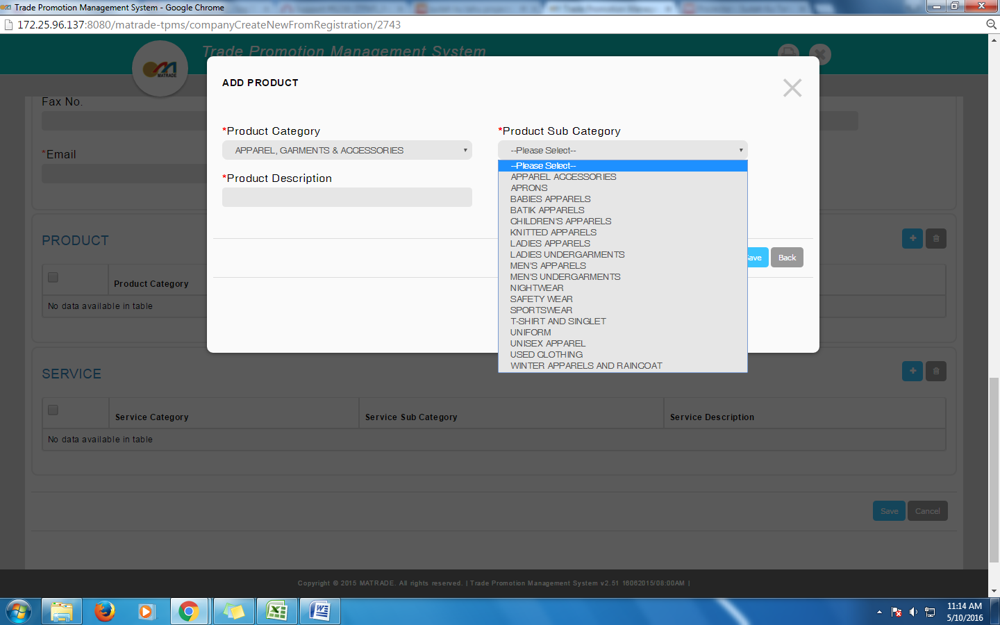 Trade Promotion Management System - Google Chrome
172.25.96.137:8080/matrade-tpms/companyCreateNewFromRegistration/2743
Trade Promotion Management System
MATRADE
ADD PRODUCT
Fax No.
*Product Category
*Product Sub Category
APPAREL, GARMENTS & ACCESSORIES
--Please Select--
*Email
--Please Select--
*Product Description
APPAREL ACCESSORIES
APRONS
BABIES APPARELS
BATIK APPARELS
CHILDREN'S APPARELS
KNITTED APPARELS
LADIES APPARELS
LADIES UNDERGARMENTS
MEN'S APPARELS
MEN'S UNDERGARMENTS
NIGHTWEAR
SAFETY WEAR
SPORTSWEAR
T-SHIRT AND SINGLET
UNIFORM
UNISEX APPAREL
USED CLOTHING
WINTER APPARELS AND RAINCOAT
ave Back
PRODUCT
Product Category
No data available in table
SERVICE
Service Category Service Sub Category Service Description
No data available in table
Save Cancel
Copyright © 2015 MATRADE. All rights reserved. | Trade Promotion Management System v2.51 16062015/08:00AM |
11:14 AM
5/10/2016